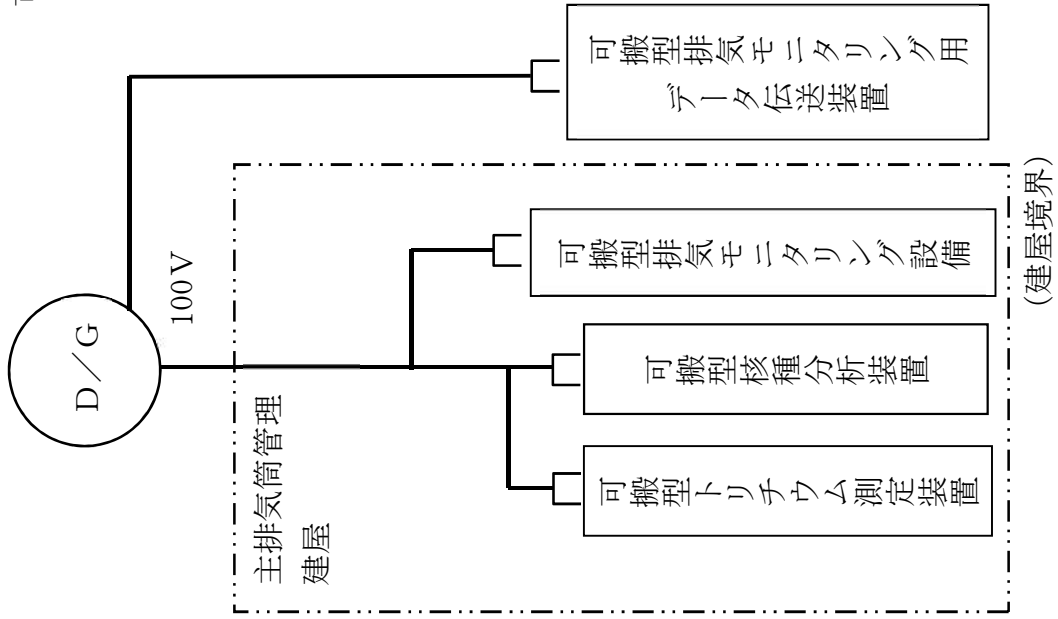 D／G
100V
主排気筒管理
建屋
可搬型排気モニタリング用
データ伝送装置
可搬型排気モニタリング設備
可搬型核種分析装置
可搬型トリチウム測定装置
(建屋境界)